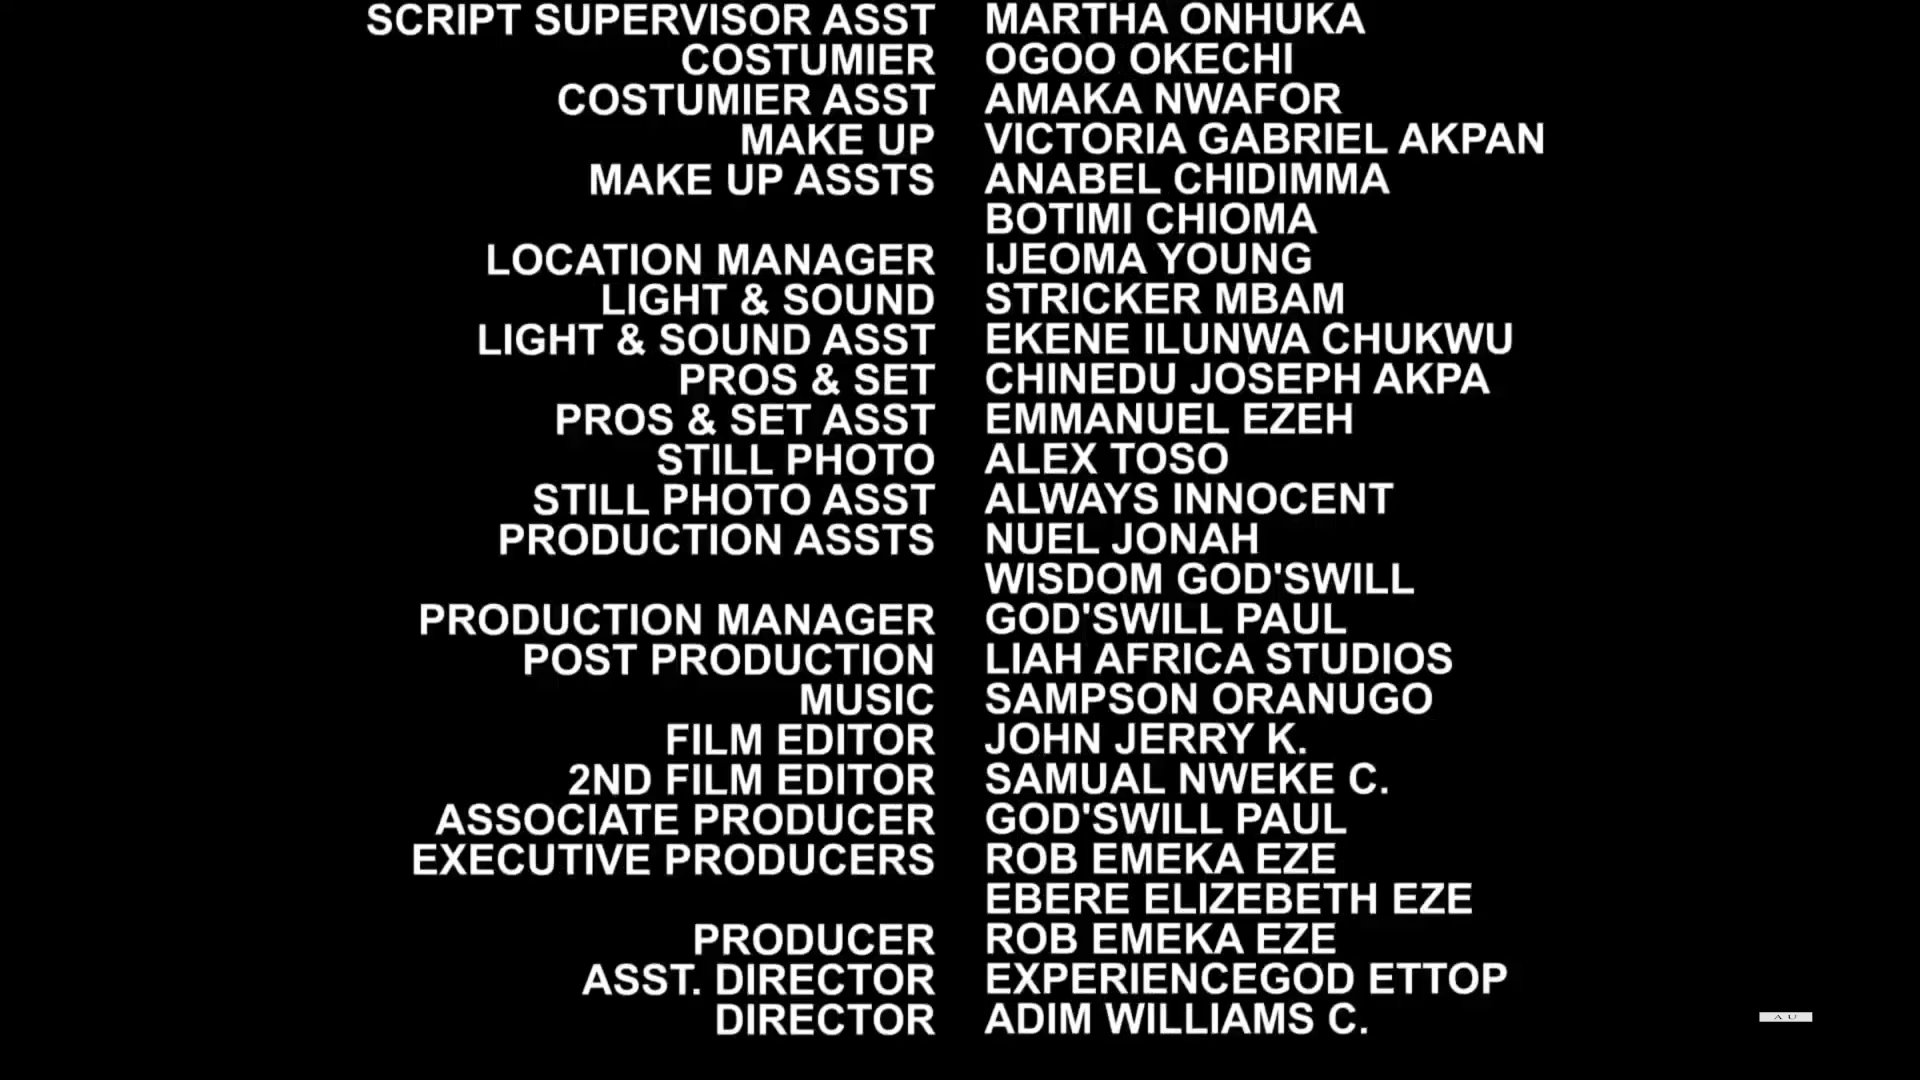 SCRIPT SUPERVISOR ASST MARTHA ONHUKA
COSTUMIER OGOO OKECHI
COSTUMIER ASST AMAKA NWAFOR
MAKE UP VICTORIA GABRIEL AKPAN
MAKE UP ASSTS ANABEL CHIDIMMA
BOTIMI CHIOMA
LOCATION MANAGER IJEOMA YOUNG
LIGHT & SOUND STRICKER MBAM
LIGHT & SOUND ASST EKENE ILUNWA CHUKWU
PROS & SET CHINEDU JOSEPH AKPA
PROS & SET ASST EMMANUEL EZEH
STILL PHOTO ALEX TOSO
STILL PHOTO ASST ALWAYS INNOCENT
PRODUCTION ASSTS NUEL JONAH
WISDOM GOD'SWILL
PRODUCTION MANAGER GOD'SWILL PAUL
POST PRODUCTION LIAH AFRICA STUDIOS
MUSIC SAMPSON ORANUGO
FILM EDITOR JOHN JERRY K.
2ND FILM EDITOR SAMUAL NWEKE C.
ASSOCIATE PRODUCER GOD'SWILL PAUL
EXECUTIVE PRODUCERS ROB EMEKA EZE
EBERE ELIZEBETH EZE
PRODUCER ROB EMEKA EZE
ASST. DIRECTOR EXPERIENCEGOD ETTOP
DIRECTOR ADIM WILLIAMS C.
A U